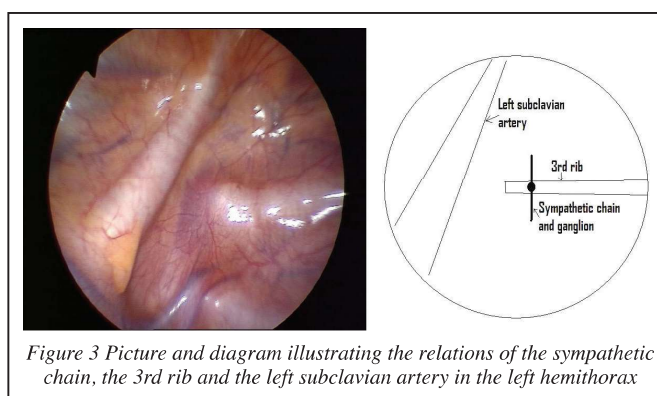 Left subclavian
artery
3rd rib
Sympathetic chain
and ganglion
Figure 3 Picture and diagram illustrating the relations of the sympathetic
chain, the 3rd rib and the left subclavian artery in the left hemithorax